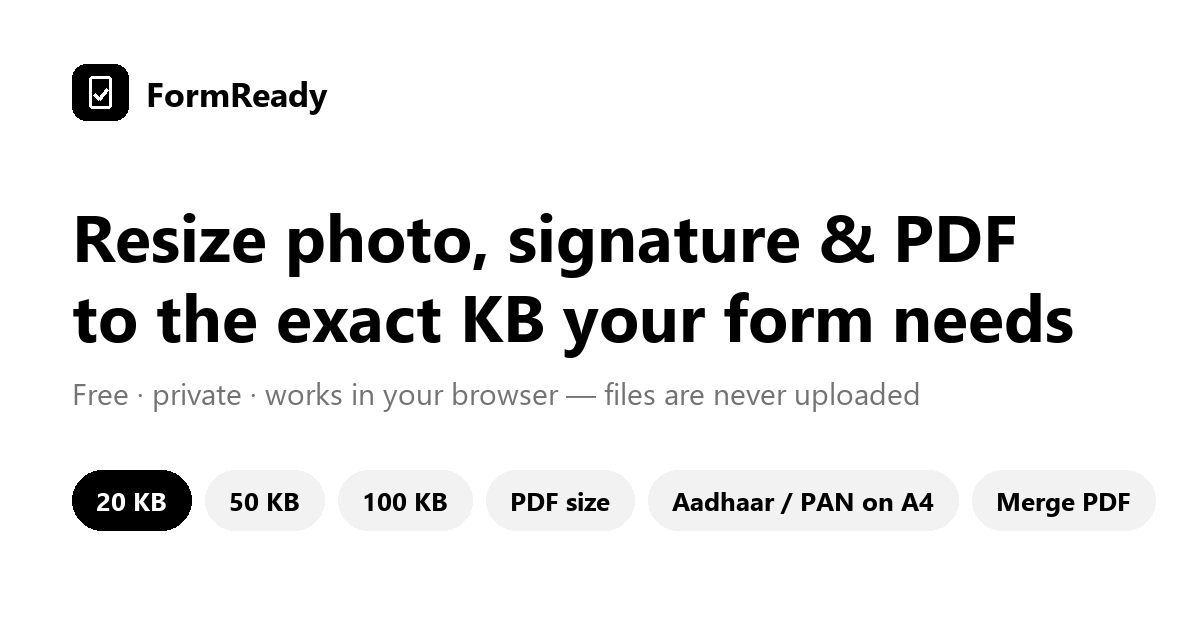 FormReady
Resize photo, signature & PDF
to the exact KB your form needs
Free · private · works in your browser — files are never uploaded
20 KB 50 KB 100 KB PDF size Aadhaar / PAN on A4 Merge PDF